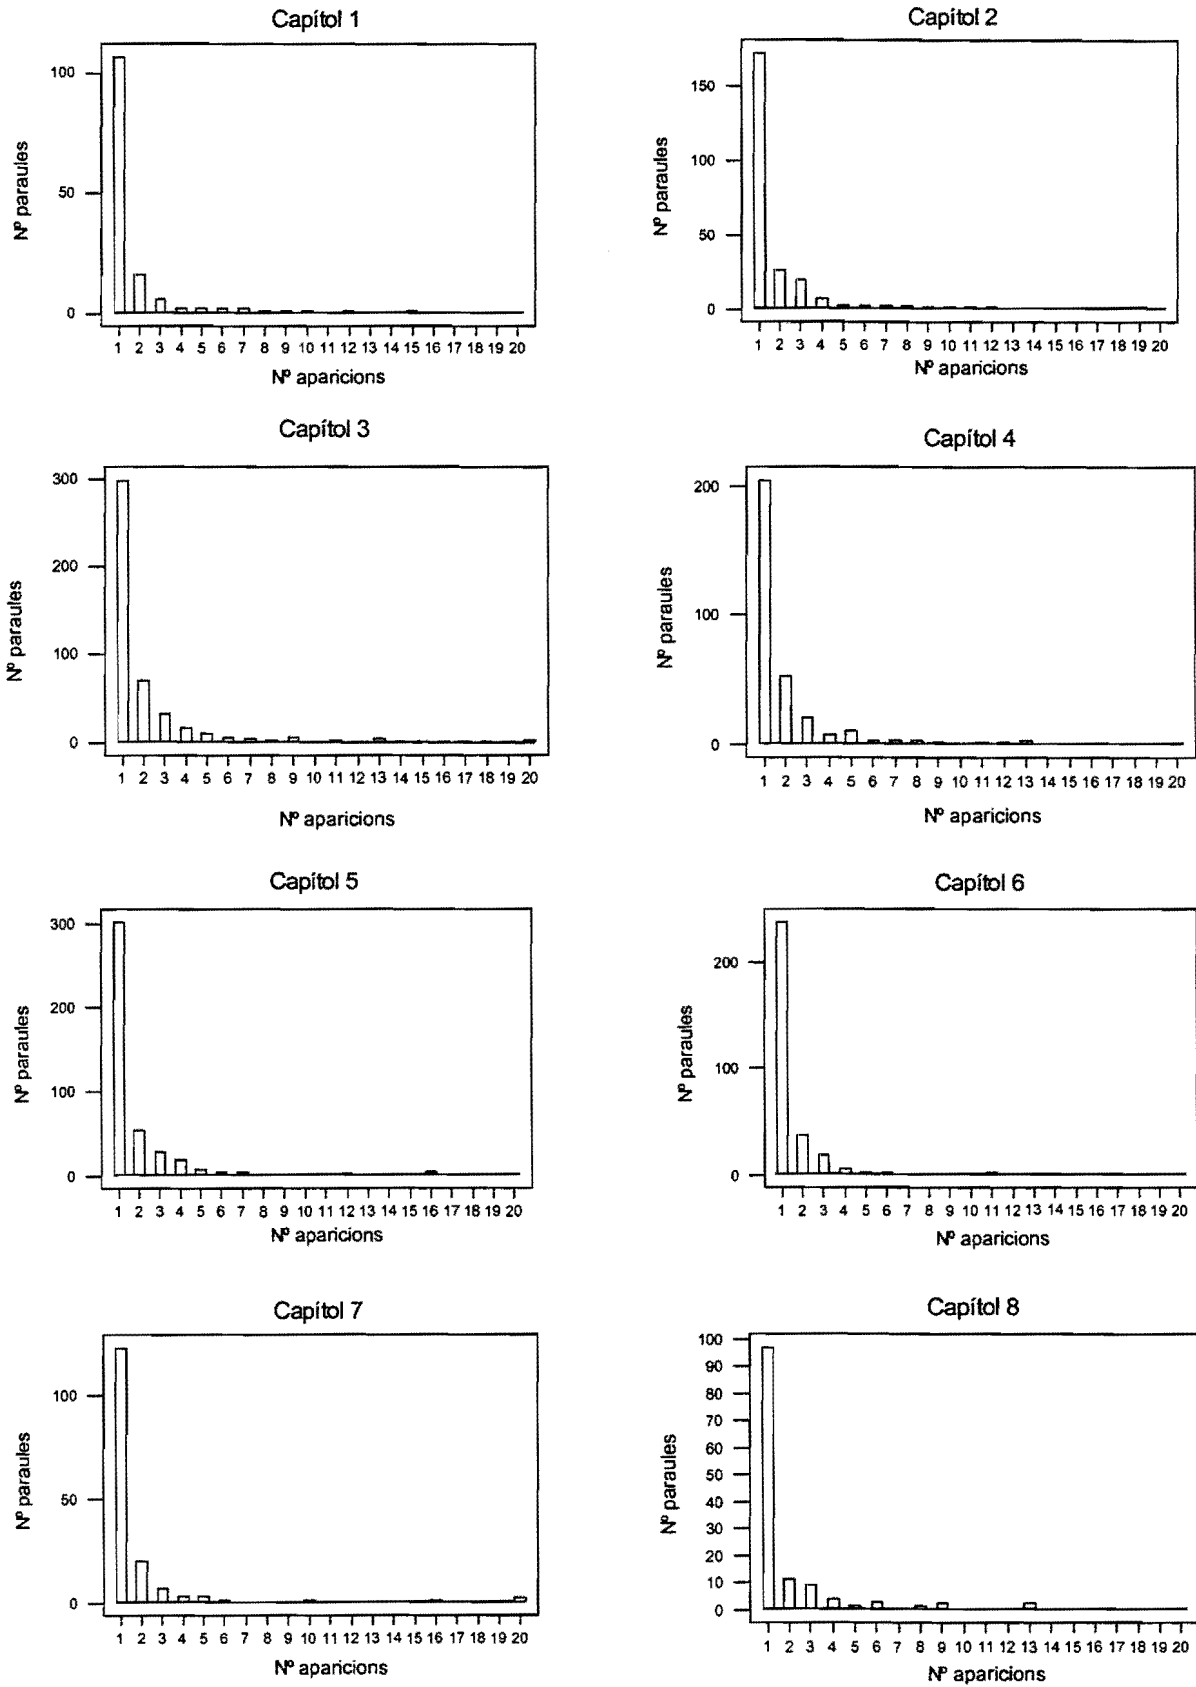 Capítol 1
Nº paraules
100
50
0
1 2 3 4 5 6 7 8 9 10 11 12 13 14 15 16 17 18 19 20
Nº aparicions
Capítol 2
Nº paraules
150
100
50
0
1 2 3 4 5 6 7 8 9 10 11 12 13 14 15 16 17 18 19 20
Nº aparicions
Capítol 3
Nº paraules
300
200
100
0
1 2 3 4 5 6 7 8 9 10 11 12 13 14 15 16 17 18 19 20
Nº aparicions
Capítol 4
Nº paraules
200
100
0
1 2 3 4 5 6 7 8 9 10 11 12 13 14 15 16 17 18 19 20
Nº aparicions
Capítol 5
Nº paraules
300
200
100
0
1 2 3 4 5 6 7 8 9 10 11 12 13 14 15 16 17 18 19 20
Nº aparicions
Capítol 6
Nº paraules
200
100
0
1 2 3 4 5 6 7 8 9 10 11 12 13 14 15 16 17 18 19 20
Nº aparicions
Capítol 7
Nº paraules
100
50
0
1 2 3 4 5 6 7 8 9 10 11 12 13 14 15 16 17 18 19 20
Nº aparicions
Capítol 8
Nº paraules
100
90
80
70
60
50
40
30
20
10
0
1 2 3 4 5 6 7 8 9 10 11 12 13 14 15 16 17 18 19 20
Nº aparicions